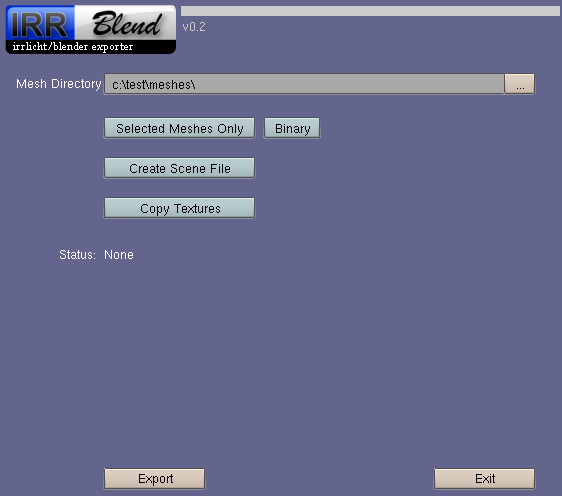 IRR Blend
irrlicht/blender exporter
v0.2
Mesh Directory c:\test\meshes\ ...
Selected Meshes Only Binary
Create Scene File
Copy Textures
Status: None
Export Exit